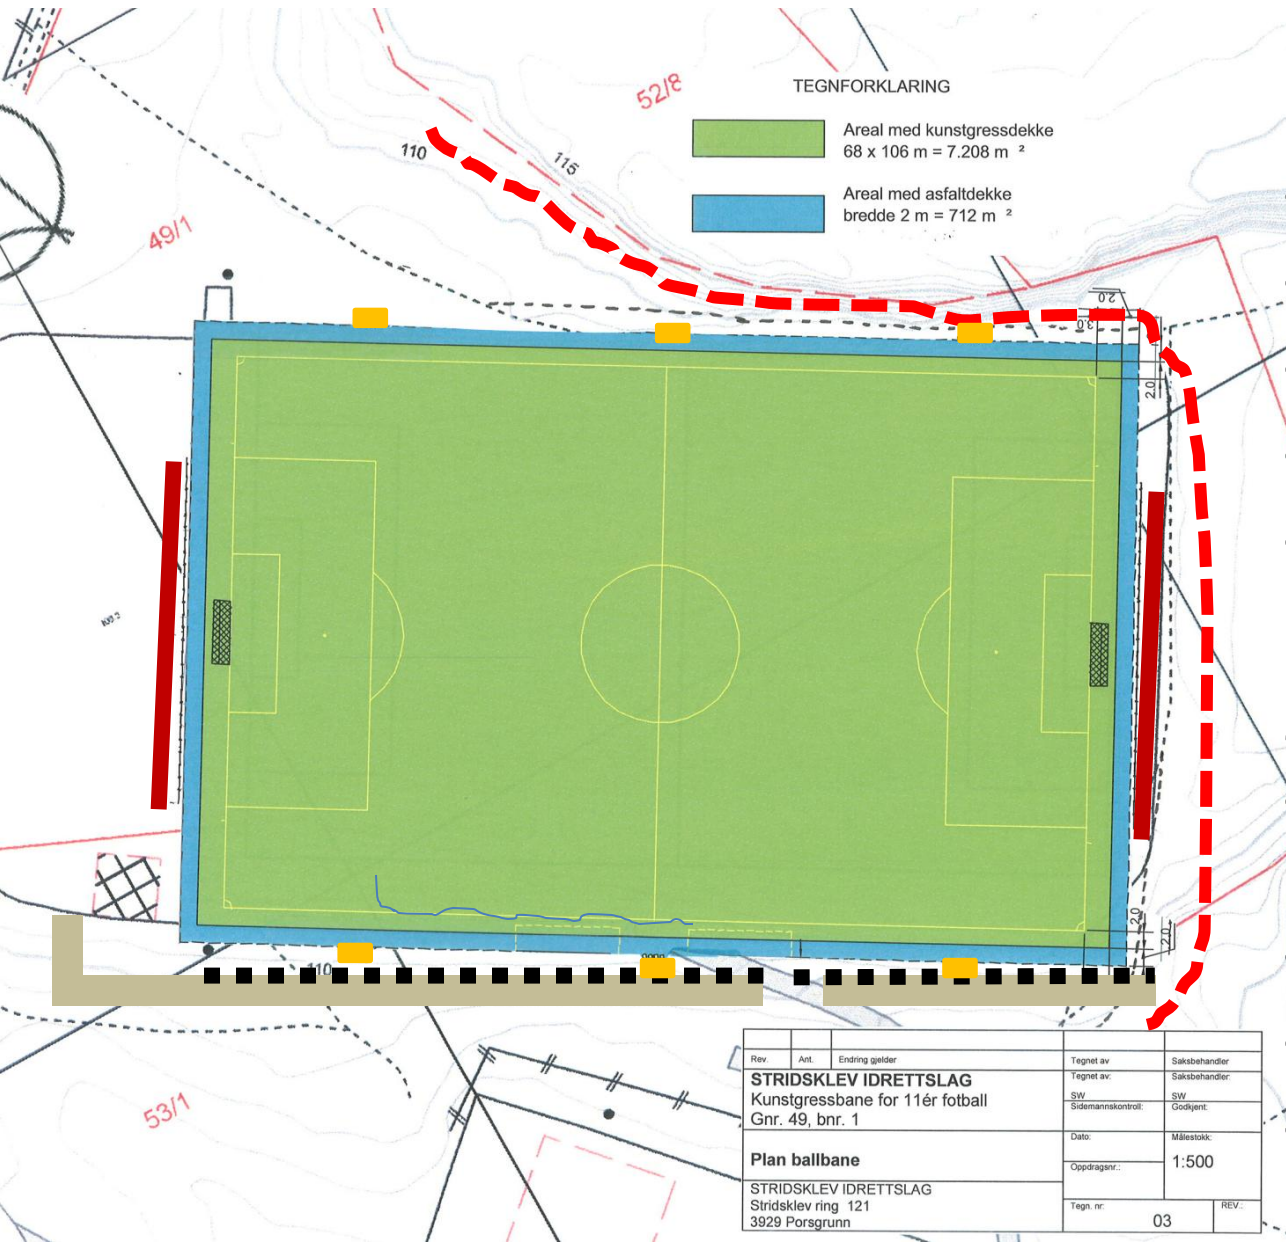 52/8
TEGNFORKLARING
Areal med kunstgressdekke
68 x 106 m = 7.208 m ²
Areal med asfaltdekke
bredde 2 m = 712 m ²
110
115
49/1
2.0
3.0
2.0
2.0
2.0
110
53/1
Rev. Ant. Endring gjelder Tegnet av Saksbehandler
STRIDSKLEV IDRETTSLAG
Kunstgressbane for 11ér fotball
Gnr. 49, bnr. 1
Tegnet av: Saksbehandler:
SW SW
Sidemannskontroll: Godkjent:
Plan ballbane
Dato: Målestokk:
1:500
Oppdragsnr.:
STRIDSKLEV IDRETTSLAG
Stridsklev ring 121
3929 Porsgrunn
Tegn. nr: REV.:
03